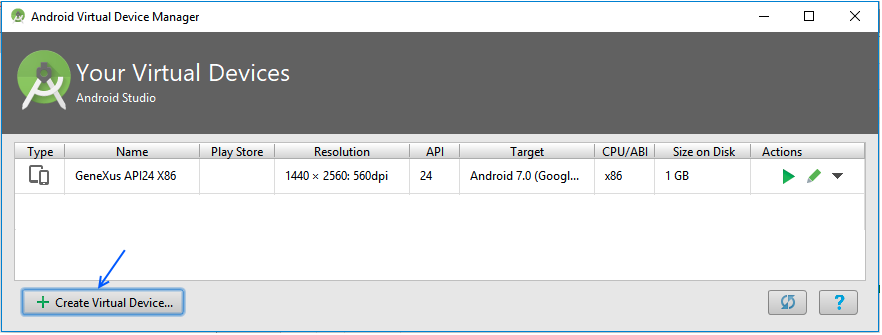 Android Virtual Device Manager
Your Virtual Devices
Android Studio
Type Name Play Store Resolution API Target CPU/ABI Size on Disk Actions
GeneXus API24 X86 1440 × 2560: 560dpi 24 Android 7.0 (Googl... x86 1 GB
+ Create Virtual Device...
?